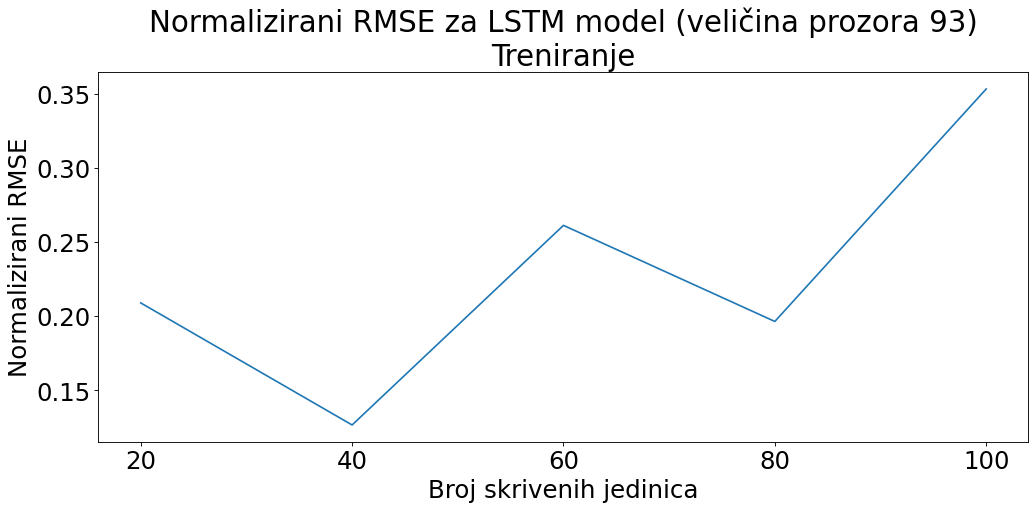 Normalizirani RMSE za LSTM model (veličina prozora 93)
Treniranje
Normalizirani RMSE
0.35
0.30
0.25
0.20
0.15
20 40 60 80 100
Broj skrivenih jedinica